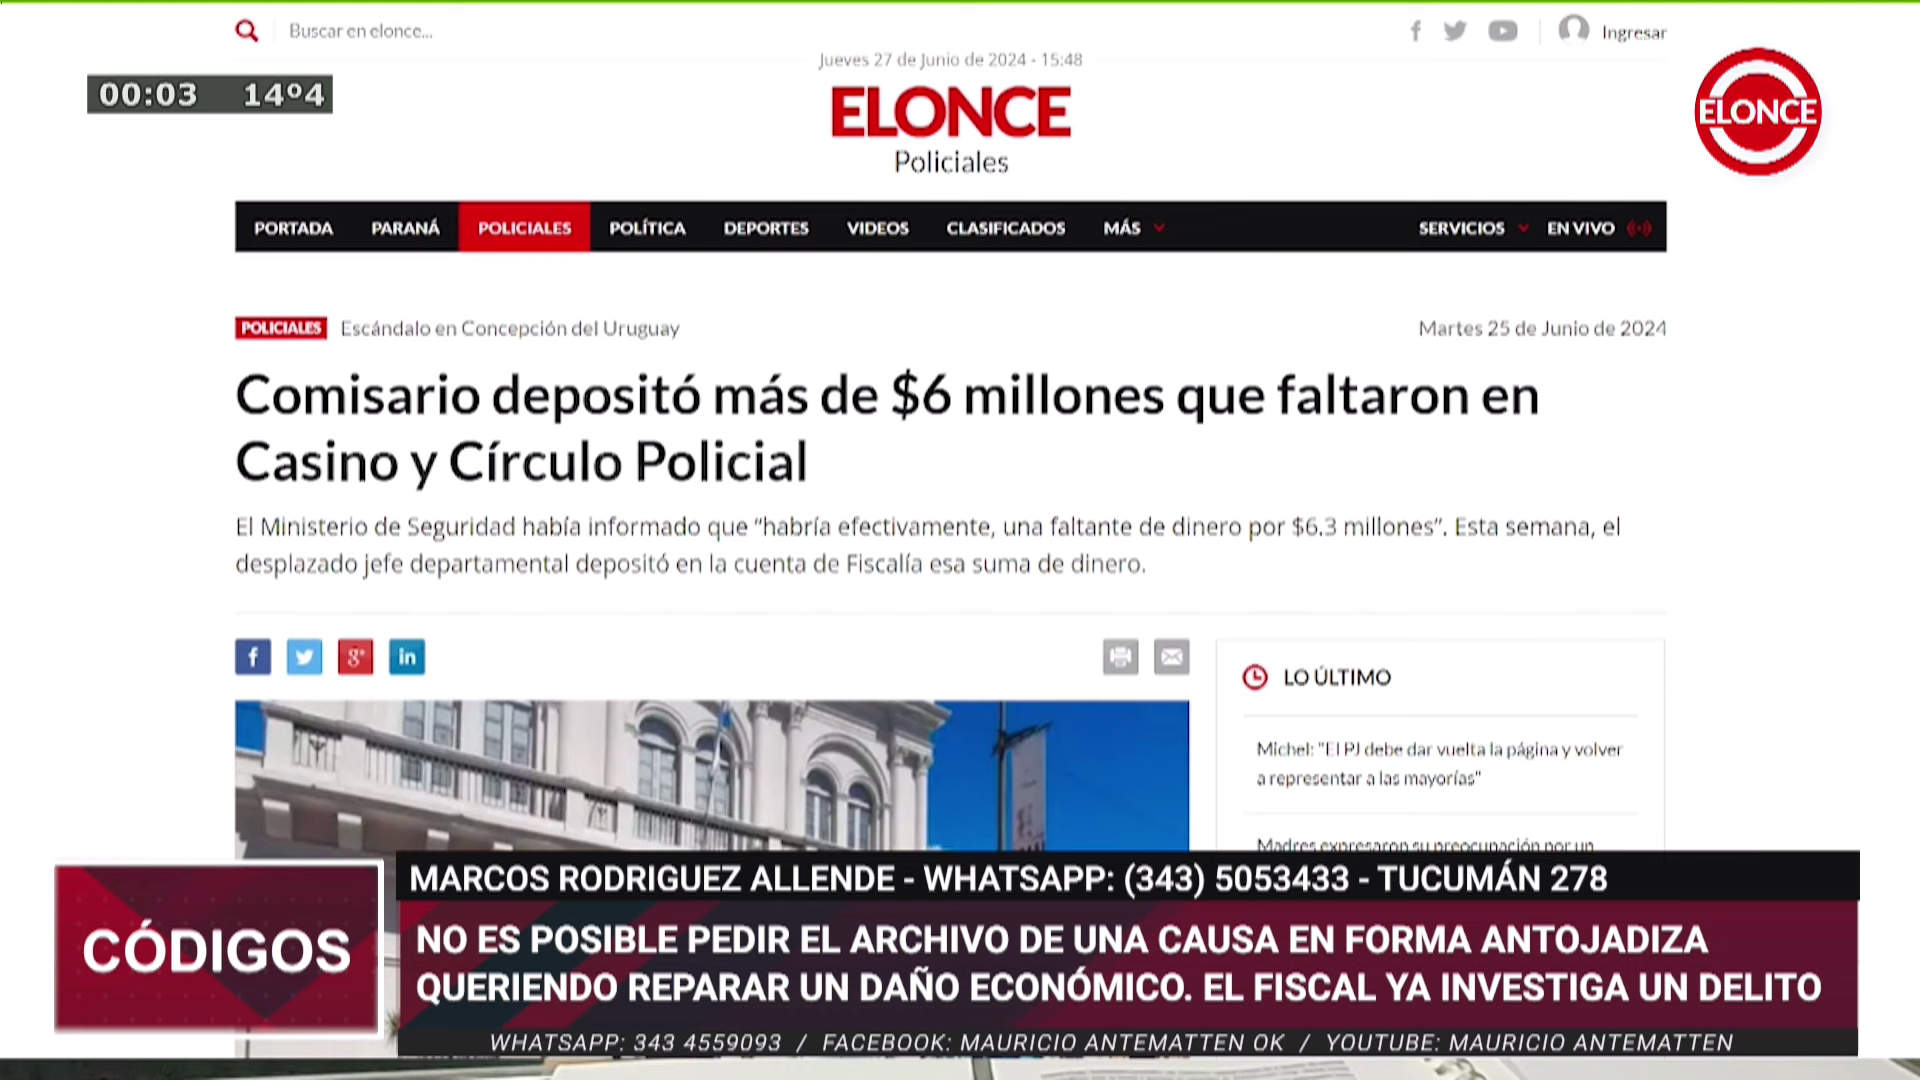 Buscar en elonce...
Ingresar
Jueves 27 de Junio de 2024 - 15:48
00:03 14º4
ELONCE
ELONCE
Policiales
PORTADA PARANÁ POLICIALES POLÍTICA DEPORTES VIDEOS CLASIFICADOS MÁS SERVICIOS EN VIVO
POLICIALES Escándalo en Concepción del Uruguay Martes 25 de Junio de 2024
Comisario depositó más de $6 millones que faltaron en
Casino y Círculo Policial
El Ministerio de Seguridad había informado que “habría efectivamente, una faltante de dinero por $6.3 millones”. Esta semana, el
desplazado jefe departamental depositó en la cuenta de Fiscalía esa suma de dinero.
LO ÚLTIMO
Michel: "El PJ debe dar vuelta la página y volver
a representar a las mayorías"
Madres expresaron su preocupación por un
MARCOS RODRIGUEZ ALLENDE - WHATSAPP: (343) 5053433 - TUCUMÁN 278
CÓDIGOS
NO ES POSIBLE PEDIR EL ARCHIVO DE UNA CAUSA EN FORMA ANTOJADIZA
QUERIENDO REPARAR UN DAÑO ECONÓMICO. EL FISCAL YA INVESTIGA UN DELITO
WHATSAPP: 343 4559093 / FACEBOOK: MAURICIO ANTEMATTEN OK / YOUTUBE: MAURICIO ANTEMATTEN